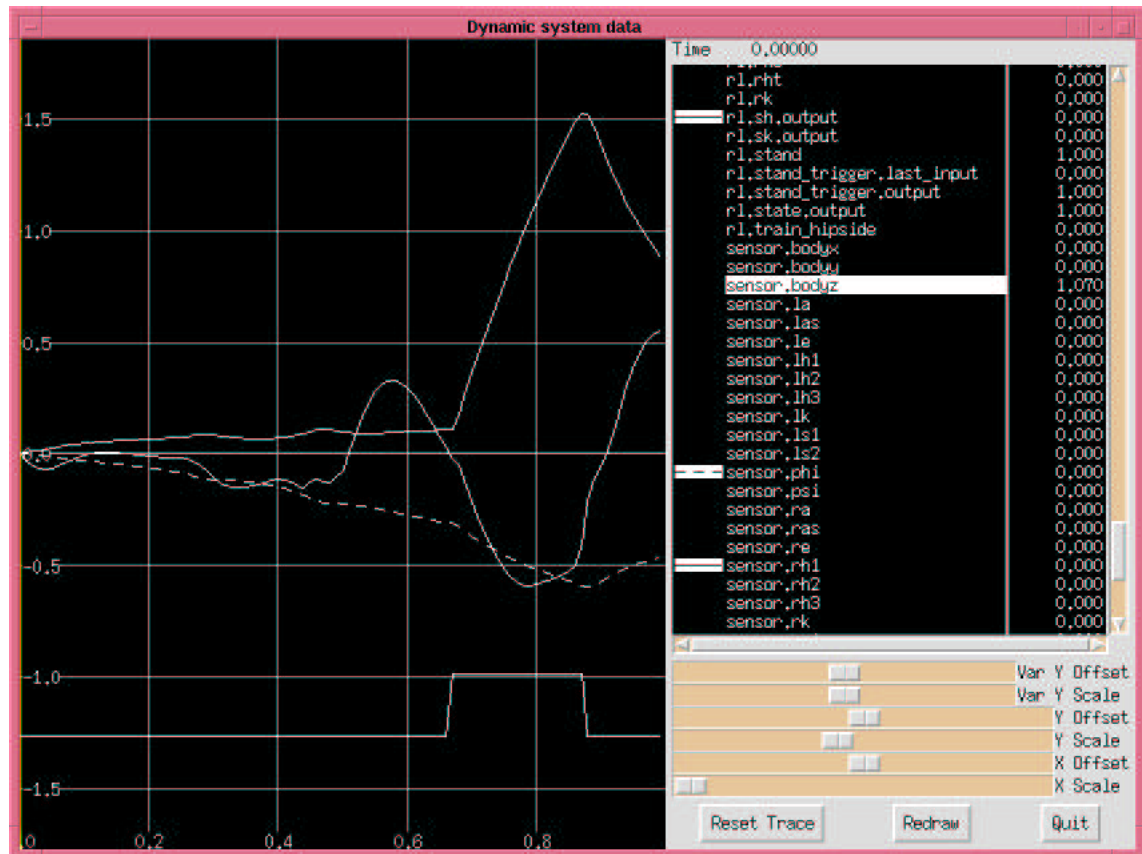 Dynamic system data
Time 0.00000
rl.rht 0.000
rl.rk 0.000
rl.sh.output 0.000
rl.sk.output 0.000
rl.stand 1.000
rl.stand_trigger.last_input 0.000
rl.stand_trigger.output 1.000
rl.state.output 1.000
rl.train_hipside 0.000
sensor.bodyx 0.000
sensor.bodyy 0.000
sensor.bodyz 1.070
sensor.la 0.000
sensor.las 0.000
sensor.le 0.000
sensor.lh1 0.000
sensor.lh2 0.000
sensor.lh3 0.000
sensor.lk 0.000
sensor.ls1 0.000
sensor.ls2 0.000
sensor.phi 0.000
sensor.psi 0.000
sensor.ra 0.000
sensor.ras 0.000
sensor.re 0.000
sensor.rh1 0.000
sensor.rh2 0.000
sensor.rh3 0.000
sensor.rk 0.000
1.5
1.0
0.5
0.0
-0.5
-1.0
-1.5
.0 0.2 0.4 0.6 0.8
Var Y Offset
Var Y Scale
Y Offset
Y Scale
X Offset
X Scale
Reset Trace Redraw Quit